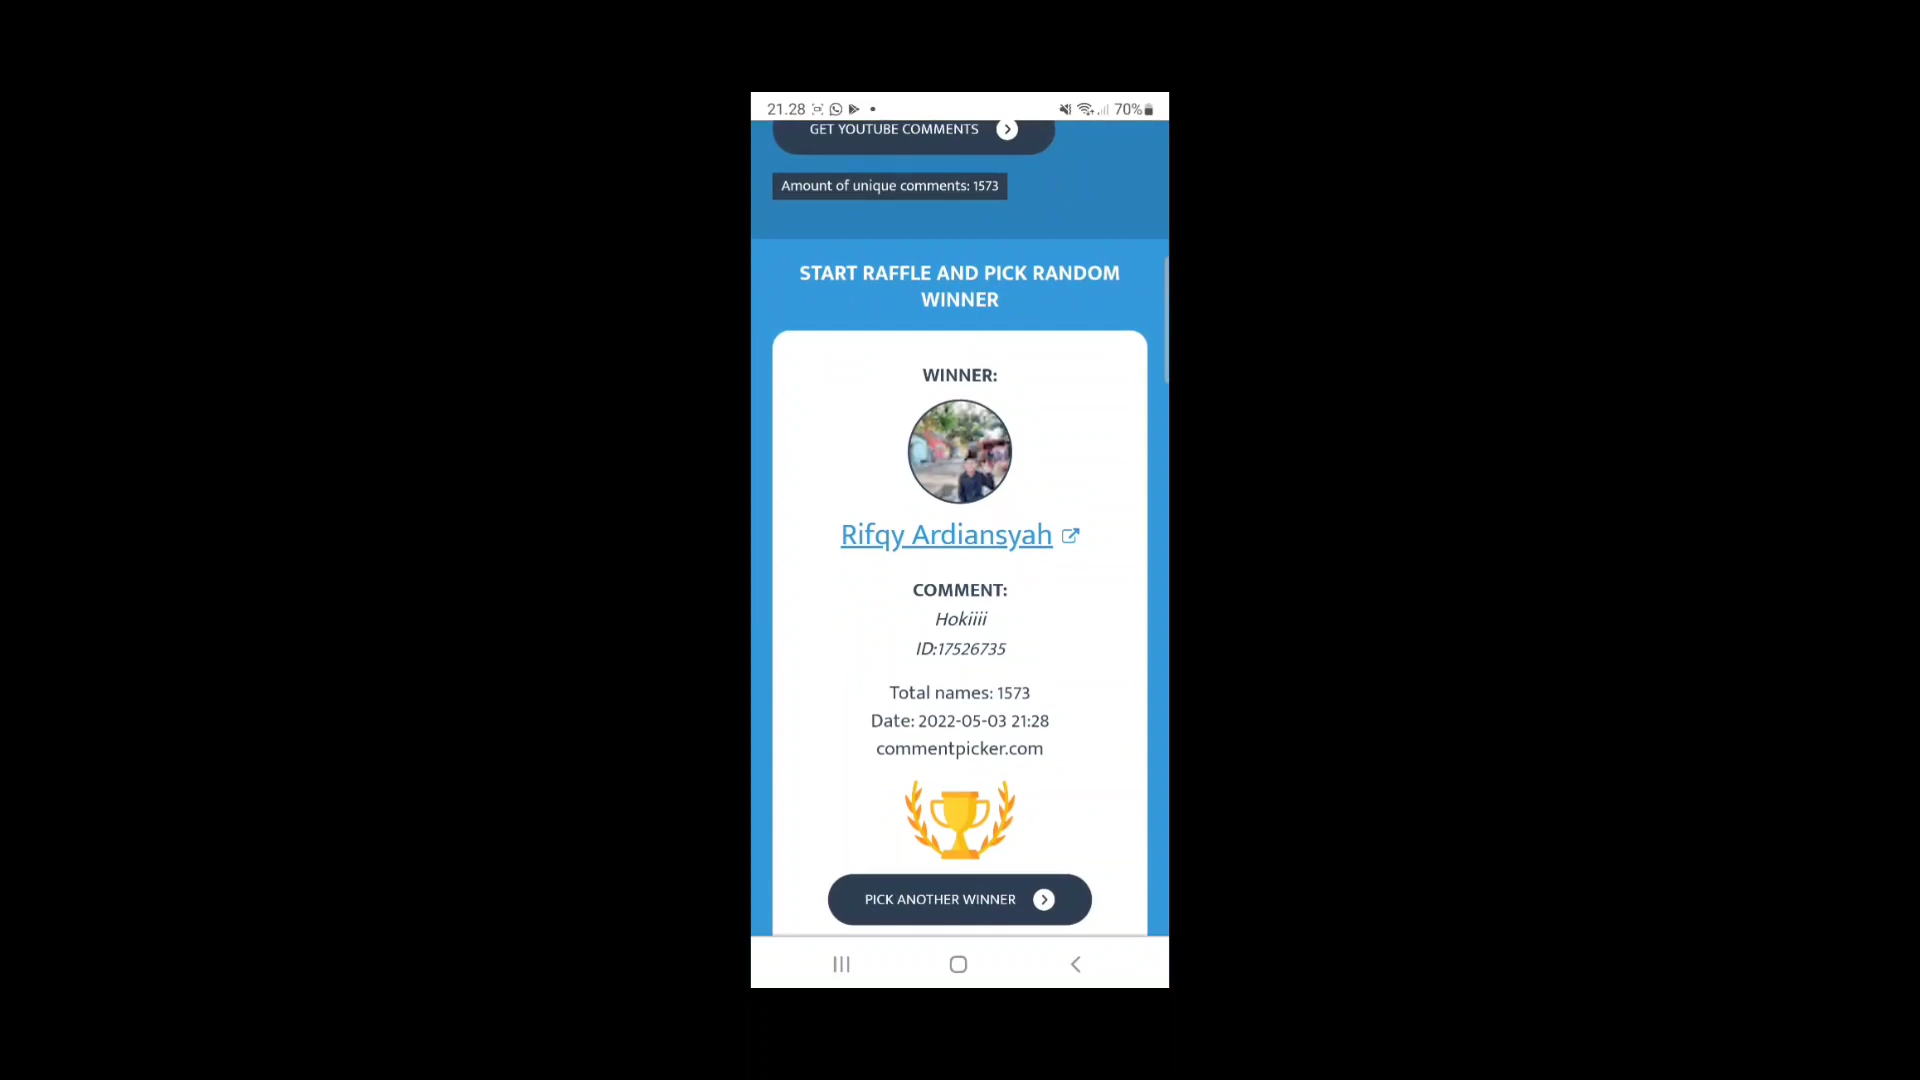 21.28 70%
GET YOUTUBE COMMENTS
Amount of unique comments: 1573
START RAFFLE AND PICK RANDOM
WINNER
WINNER:
Rifqy Ardiansyah
COMMENT:
Hokiiii
ID:17526735
Total names: 1573
Date: 2022-05-03 21:28
commentpicker.com
PICK ANOTHER WINNER